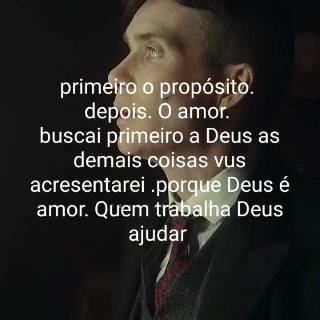 primeiro o propósito.
depois. O amor.
buscai primeiro a Deus as
demais coisas vus
acresentarei .porque Deus é
amor. Quem trabalha Deus
ajudar